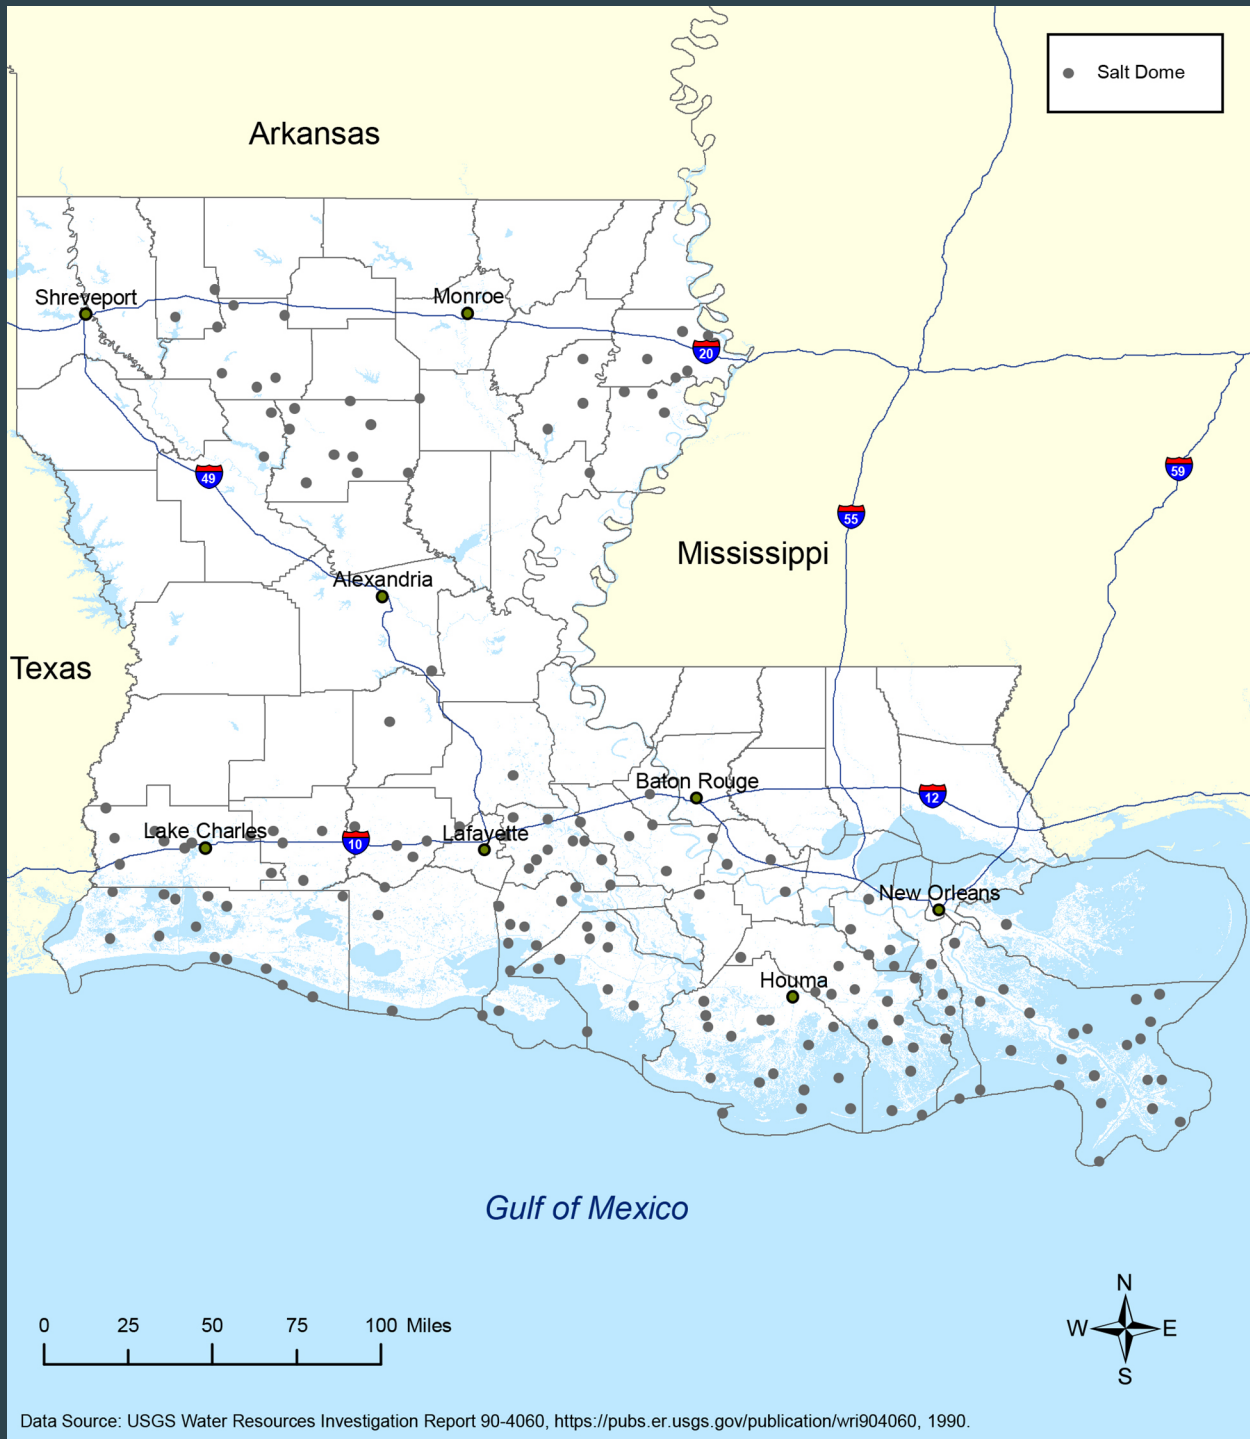 Salt Dome
Arkansas
Shreveport
Monroe
20
49
59
55
Mississippi
Alexandria
Texas
Baton Rouge
12
Lake Charles
10
Lafayette
New Orleans
Houma
Gulf of Mexico
N
W E
S
0 25 50 75 100 Miles
Data Source: USGS Water Resources Investigation Report 90-4060, https://pubs.er.usgs.gov/publication/wri904060, 1990.